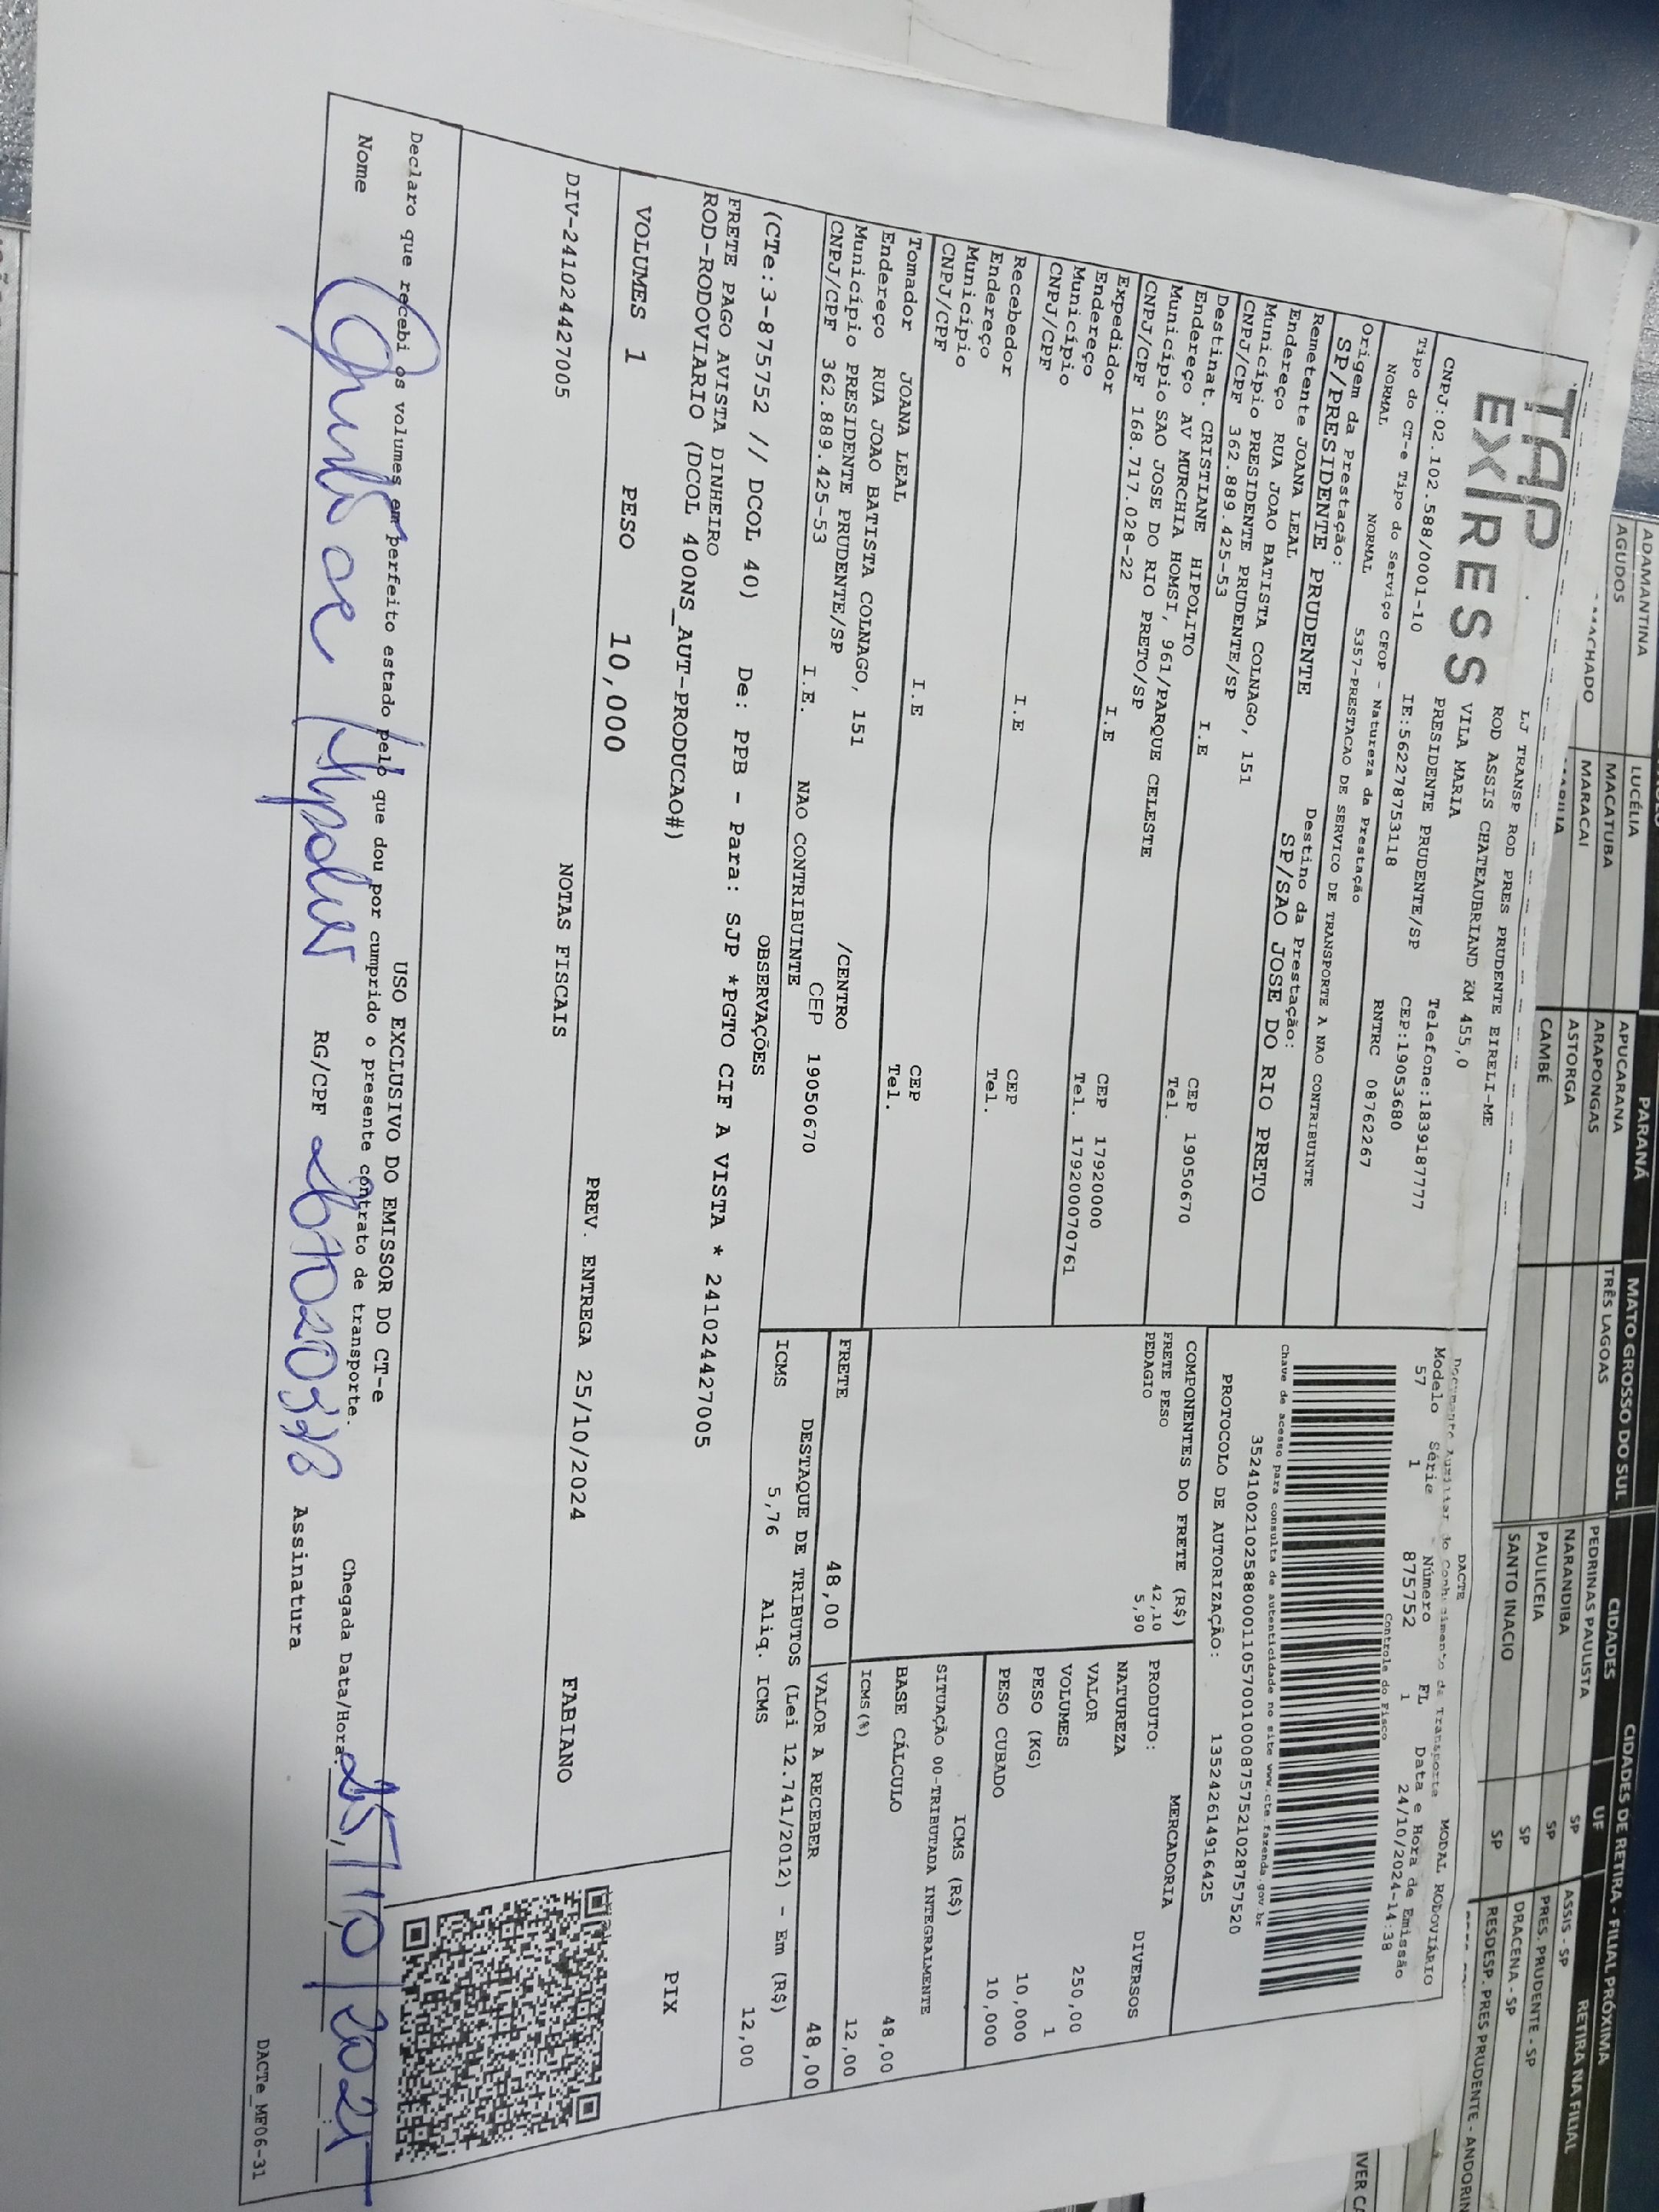 TAP EXPRESS
LJ TRANSP ROD PRES PRUDENTE EIRELI-ME
ROD ASSIS CHATEAUBRIAND KM 455,0
VILA MARIA
PRESIDENTE PRUDENTE/SP Telefone:1839187777
CNPJ:02.102.588/0001-10 IE:562278753118 CEP:19053680
Tipo do CT-e Tipo do Serviço CFOP - Natureza da Prestação RNTRC 08762267
NORMAL NORMAL 5357-PRESTACAO DE SERVICO DE TRANSPORTE A NAO CONTRIBUINTE
Origem da Prestação: Destino da Prestação:
SP/PRESIDENTE PRUDENTE SP/SAO JOSE DO RIO PRETO
Remetente JOANA LEAL
Endereço RUA JOAO BATISTA COLNAGO, 151
Município PRESIDENTE PRUDENTE/SP CEP 19050670
CNPJ/CPF 362.889.425-53 I.E Tel.
Destinat. CRISTIANE HIPOLITO
Endereço AV MURCHIA HOMSI, 961/PARQUE CELESTE
Município SAO JOSE DO RIO PRETO/SP CEP 17920000
CNPJ/CPF 168.717.028-22 I.E Tel. 17920007 0761
Expedidor
Endereço
Município CEP
CNPJ/CPF I.E Tel.
Recebedor
Endereço
Município CEP
CNPJ/CPF I.E Tel.
Tomador JOANA LEAL
Endereço RUA JOAO BATISTA COLNAGO, 151 /CENTRO
Município PRESIDENTE PRUDENTE/SP CEP 19050670
CNPJ/CPF 362.889.425-53 I.E. NAO CONTRIBUINTE
DACTE MODAL RODOVIÁRIO
Documento Auxiliar do Conhecimento de Transporte
Modelo Série Número FL Data e Hora de Emissão
57 1 875752 1 24/10/2024-14:38
Controle do Fisco
Chave de acesso para consulta de autenticidade no site www.cte.fazenda.gov.br
35241002102588000110570010008757521028757520
PROTOCOLO DE AUTORIZAÇÃO: 135242614916425
COMPONENTES DO FRETE (R$)
FRETE PESO 42,10
PEDAGIO 5,90
MERCADORIA
PRODUTO: DIVERSOS
NATUREZA
VALOR 250,00
VOLUMES 1
PESO (KG) 10,000
PESO CUBADO 10,000
ICMS (R$)
SITUAÇÃO 00-TRIBUTADA INTEGRALMENTE
BASE CÁLCULO 48,00
ICMS(%) 12,00
FRETE 48,00 VALOR A RECEBER 48,00
DESTAQUE DE TRIBUTOS (Lei 12.741/2012) - Em (R$)
ICMS 5,76 Aliq. ICMS 12,00
OBSERVAÇÕES
(CTe:3-875752 // DCOL 40) De: PPB - Para: SJP *PGTO CIF A VISTA * 241024427005
FRETE PAGO AVISTA DINHEIRO
ROD-RODOVIARIO (DCOL 400NS_AUT-PRODUCAO#)
PIX
VOLUMES 1 PESO 10,000 PREV. ENTREGA 25/10/2024 FABIANO
NOTAS FISCAIS
DIV-241024427005
USO EXCLUSIVO DO EMISSOR DO CT-e
Declaro que recebi os volumes em perfeito estado pelo que dou por cumprido o presente contrato de transporte.
Nome RG/CPF Assinatura Chegada Data/Hora: 25/10/2024
DACTe_MF06-31
ADAMANTINA
AGUDOS
LUCÉLIA
MACATUBA
MARACAI
PARANÁ
APUCARANA
ARAPONGAS
ASTORGA
CAMBÉ
MATO GROSSO DO SUL
TRÊS LAGOAS
CIDADES DE RETIRA - FILIAL PRÓXIMA
CIDADES UF RETIRA NA FILIAL
PEDRINAS PAULISTA SP ASSIS - SP
NARANDIBA SP PRES. PRUDENTE - SP
PAULICEIA SP DRACENA - SP
SANTO INACIO SP RESDESP. PRES PRUDENTE - ANDORIN